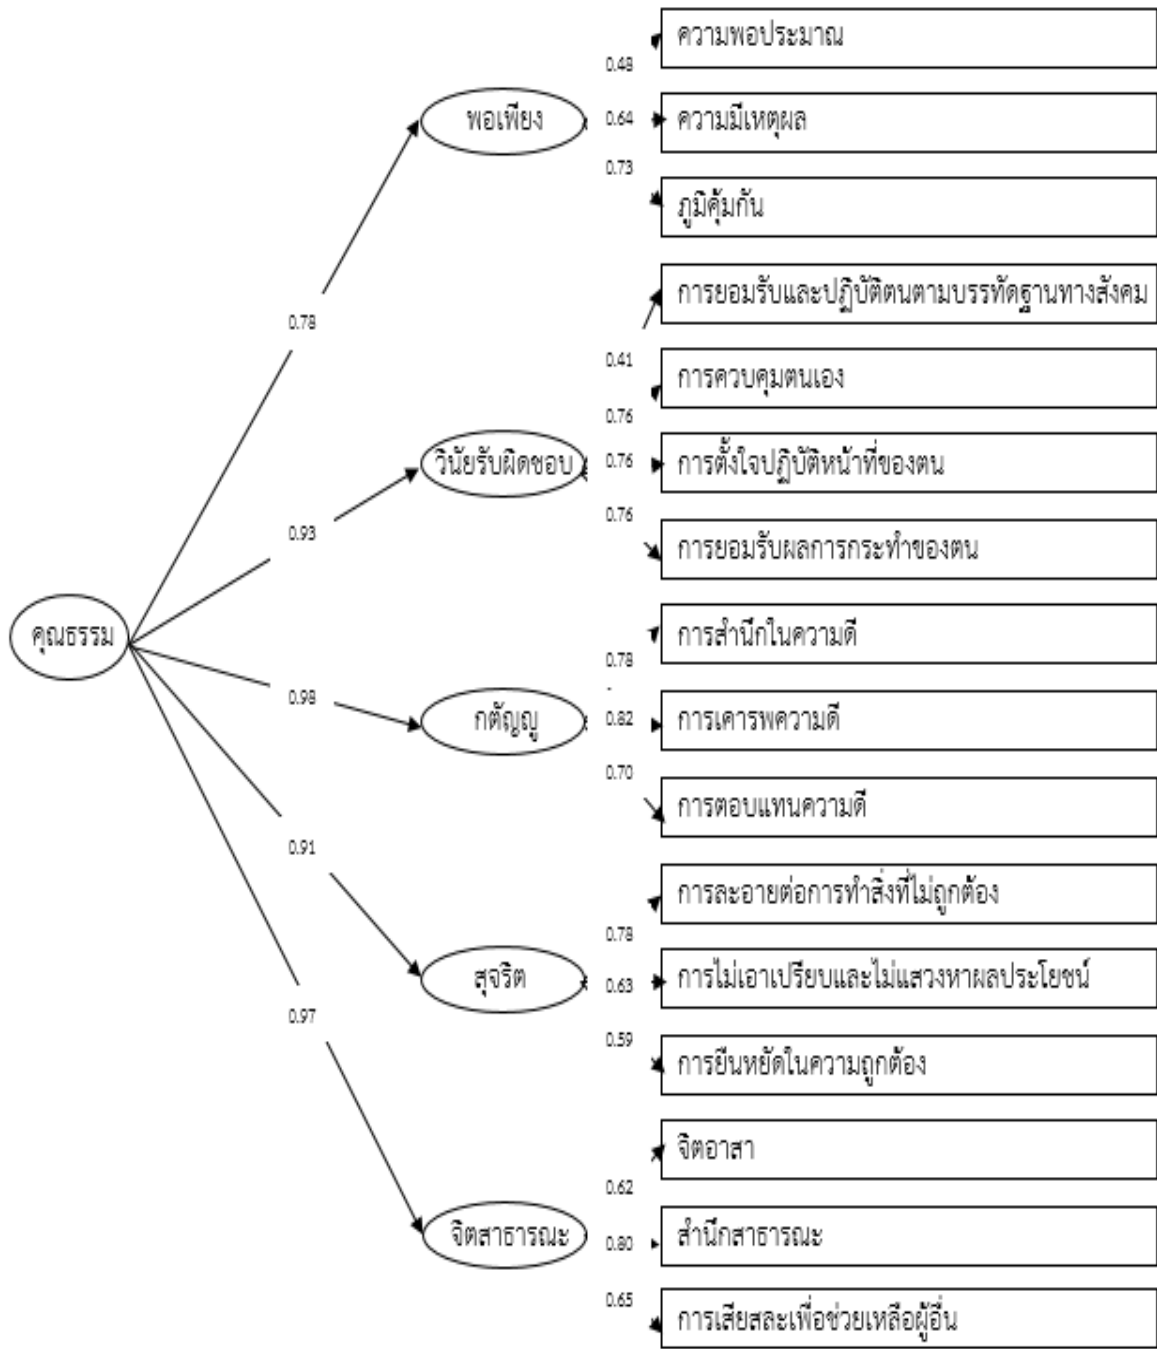 ความพอประมาณ
0.48
พอเพียง
0.64
ความมีเหตุผล
0.73
ภูมิคุ้มกัน
การยอมรับและปฏิบัติตนตามบรรทัดฐานทางสังคม
0.78
0.41
การควบคุมตนเอง
0.76
วินัยรับผิดชอบ
0.76
การตั้งใจปฏิบัติหน้าที่ของตน
0.76
0.93
การยอมรับผลการกระทำของตน
คุณธรรม
การสำนึกในความดี
0.78
0.98
กตัญญู
0.82
การเคารพความดี
0.70
การตอบแทนความดี
0.91
การละอายต่อการทำสิ่งที่ไม่ถูกต้อง
0.78
สุจริต
0.63
การไม่เอาเปรียบและไม่แสวงหาผลประโยชน์
0.97
0.59
การยืนหยัดในความถูกต้อง
จิตอาสา
0.62
จิตสาธารณะ
0.80
สำนึกสาธารณะ
0.65
การเสียสละเพื่อช่วยเหลือผู้อื่น